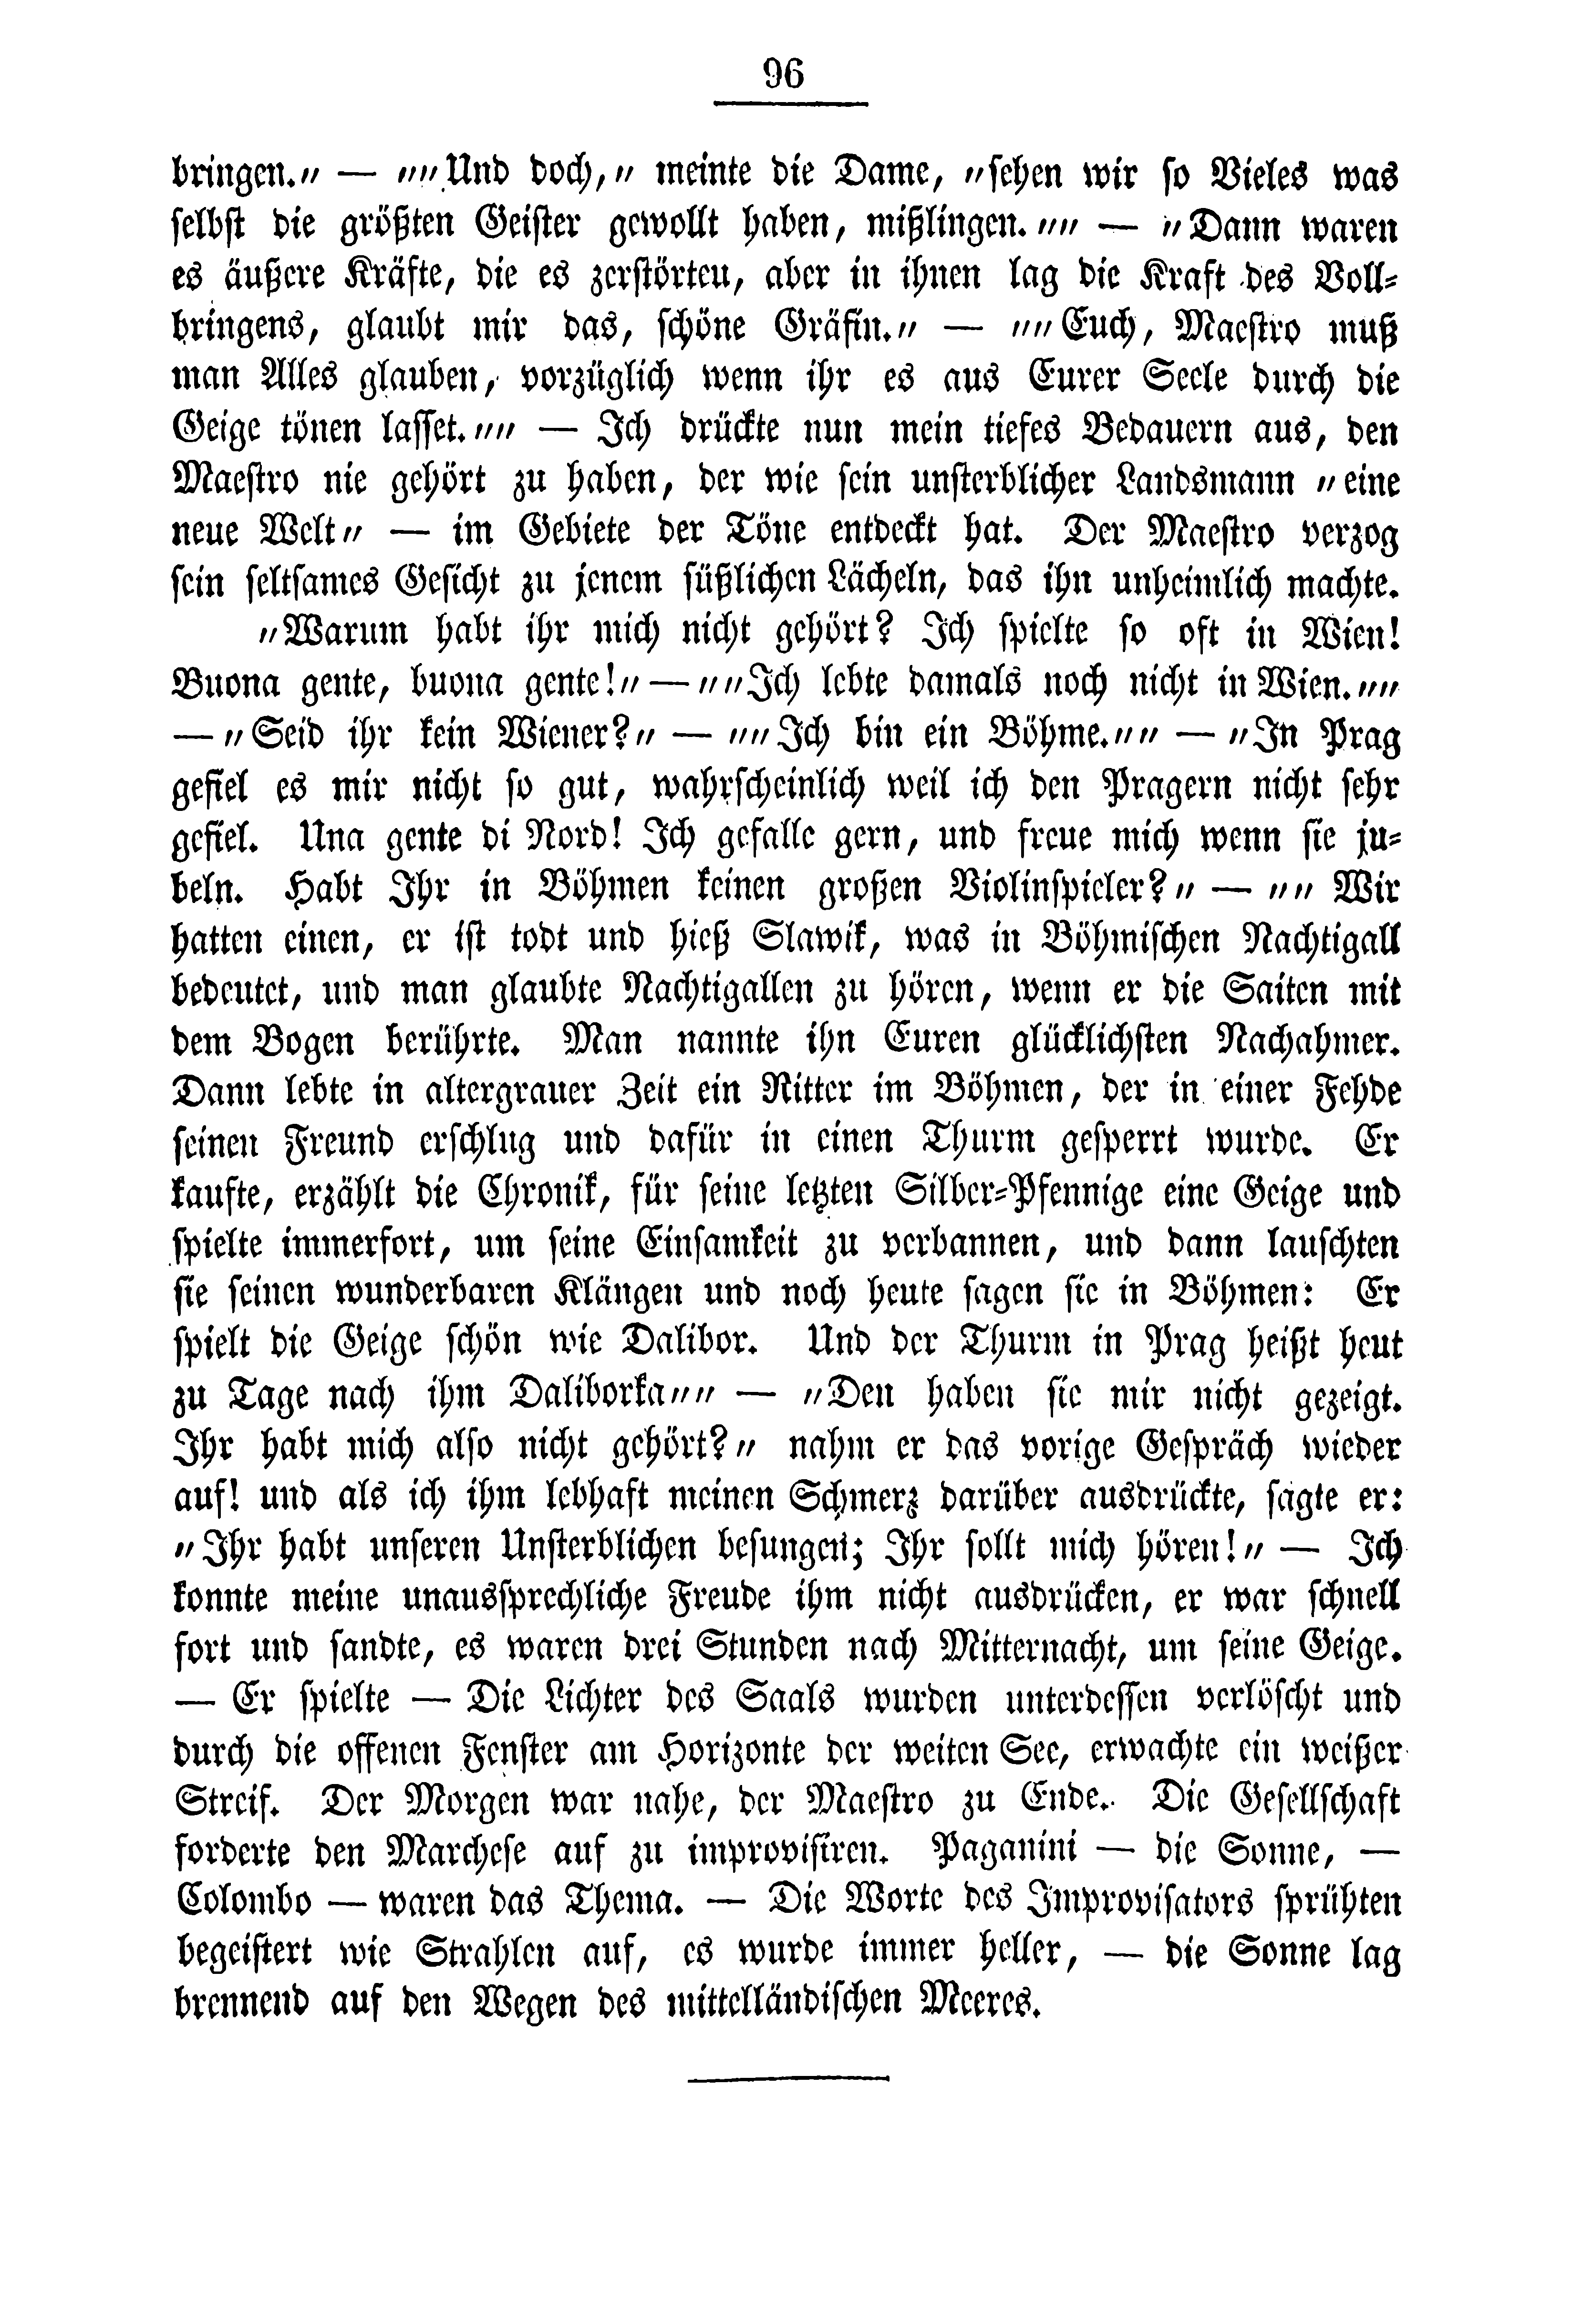 96
bringen.„ — „„Und doch,„ meinte die Dame, „sehen wir so Vieles was
selbst die größten Geister gewollt haben, mißlingen.„„ — „Dann waren
es äußere Kräfte, die es zerstörten, aber in ihnen lag die Kraft des Voll-
bringens, glaubt mir das, schöne Gräfin.„ — „„Euch, Maestro muß
man Alles glauben, vorzüglich wenn ihr es aus Eurer Seele durch die
Geige tönen lasset.„„ — Ich drückte nun mein tiefes Bedauern aus, den
Maestro nie gehört zu haben, der wie sein unsterblicher Landsmann „eine
neue Welt„ — im Gebiete der Töne entdeckt hat. Der Maestro verzog
sein seltsames Gesicht zu jenem süßlichen Lächeln, das ihn unheimlich machte.
„Warum habt ihr mich nicht gehört? Ich spielte so oft in Wien!
Buona gente, buona gente!„ — „„Ich lebte damals noch nicht in Wien.„„
— „Seid ihr kein Wiener?„ — „„Ich bin ein Böhme.„„ — „In Prag
gefiel es mir nicht so gut, wahrscheinlich weil ich den Pragern nicht sehr
gefiel. Una gente di Nord! Ich gefalle gern, und freue mich wenn sie ju-
beln. Habt Ihr in Böhmen keinen großen Violinspieler?„ — „„ Wir
hatten einen, er ist todt und hieß Slawik, was in Böhmischen Nachtigall
bedeutet, und man glaubte Nachtigallen zu hören, wenn er die Saiten mit
dem Bogen berührte. Man nannte ihn Euren glücklichsten Nachahmer.
Dann lebte in altergrauer Zeit ein Ritter im Böhmen, der in einer Fehde
seinen Freund erschlug und dafür in einen Thurm gesperrt wurde. Er
kaufte, erzählt die Chronik, für seine letzten Silber-Pfennige eine Geige und
spielte immerfort, um seine Einsamkeit zu verbannen, und dann lauschten
sie seinen wunderbaren Klängen und noch heute sagen sie in Böhmen: Er
spielt die Geige schön wie Dalibor. Und der Thurm in Prag heißt heut
zu Tage nach ihm Daliborka„„ — „Den haben sie mir nicht gezeigt.
Ihr habt mich also nicht gehört?„ nahm er das vorige Gespräch wieder
auf! und als ich ihm lebhaft meinen Schmerz darüber ausdrückte, sagte er:
„Ihr habt unseren Unsterblichen besungen; Ihr sollt mich hören!„ — Ich
konnte meine unaussprechliche Freude ihm nicht ausdrücken, er war schnell
fort und sandte, es waren drei Stunden nach Mitternacht, um seine Geige.
— Er spielte — Die Lichter des Saals wurden unterdessen verlöscht und
durch die offenen Fenster am Horizonte der weiten See, erwachte ein weißer
Streif. Der Morgen war nahe, der Maestro zu Ende. Die Gesellschaft
forderte den Marchese auf zu improvisiren. Paganini — die Sonne, —
Colombo — waren das Thema. — Die Worte des Improvisators sprühten
begeistert wie Strahlen auf, es wurde immer heller, — die Sonne lag
brennend auf den Wegen des mittelländischen Meeres.